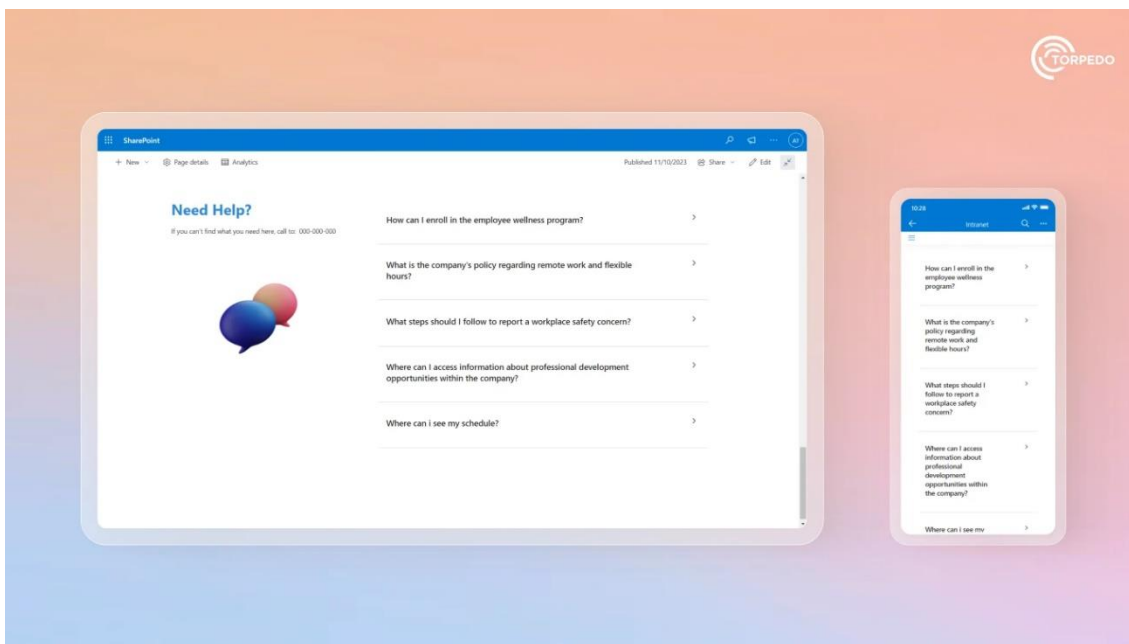 TORPEDO
SharePoint
AT
New
Page details
Analytics
Published 11/10/2023
Share
Edit
Need Help?
If you can't find what you need here, call to: 000-000-000
How can I enroll in the employee wellness program?
What is the company's policy regarding remote work and flexible
hours?
What steps should I follow to report a workplace safety concern?
Where can I access information about professional development
opportunities within the company?
Where can i see my schedule?
10:28
Intranet
How can I enroll in the
employee wellness
program?
What is the company's
policy regarding
remote work and
flexible hours?
What steps should I
follow to report a
workplace safety
concern?
Where can I access
information about
professional
development
opportunities within
the company?
Where can i see my